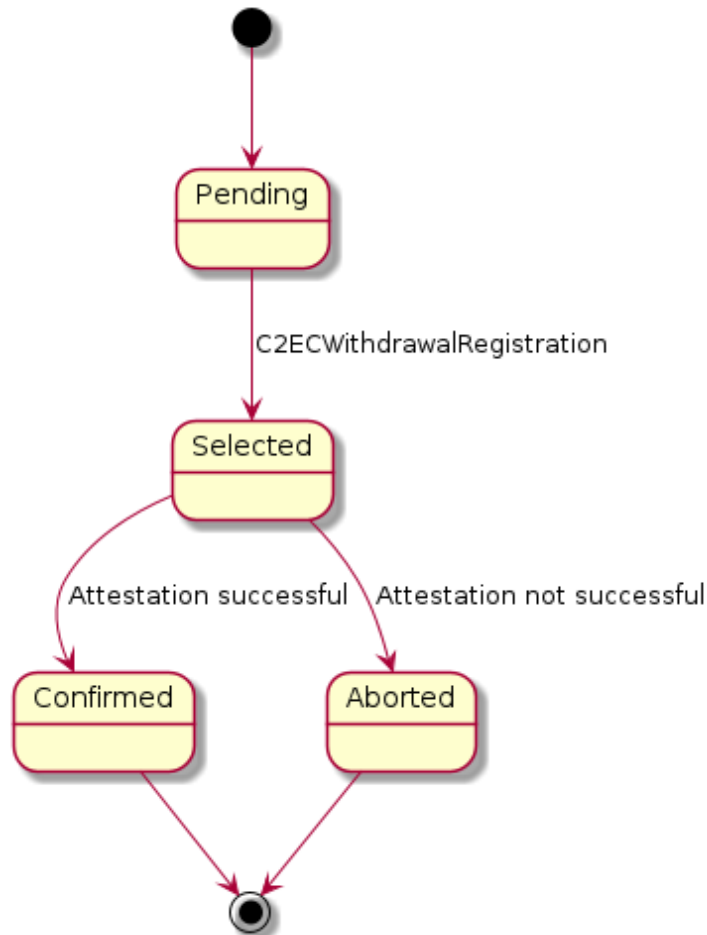 Pending
C2ECWithdrawalRegistration
Selected
Attestation successful
Attestation not successful
Confirmed
Aborted